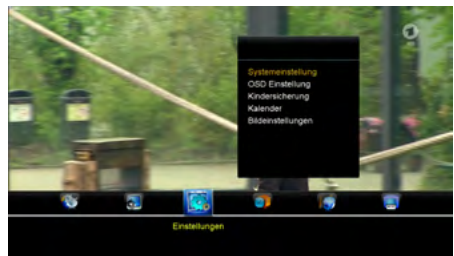 Systemeinstellung
OSD Einstellung
Kindersicherung
Kalender
Bildeinstellungen
Einstellungen